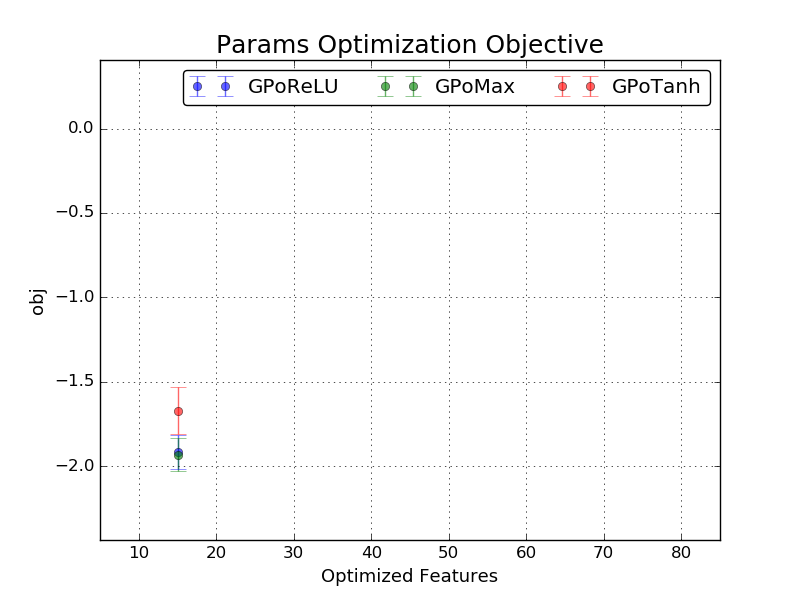 Params Optimization Objective
GPoReLU GPoMax GPoTanh
0.0
−0.5
−1.0
−1.5
−2.0
obj
10 20 30 40 50 60 70 80
Optimized Features